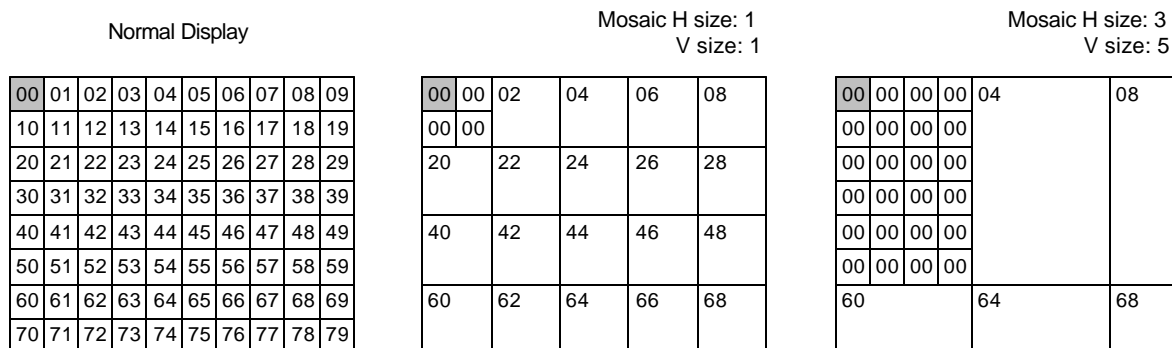 Normal Display
00 01 02 03 04 05 06 07 08 09
10 11 12 13 14 15 16 17 18 19
20 21 22 23 24 25 26 27 28 29
30 31 32 33 34 35 36 37 38 39
40 41 42 43 44 45 46 47 48 49
50 51 52 53 54 55 56 57 58 59
60 61 62 63 64 65 66 67 68 69
70 71 72 73 74 75 76 77 78 79
Mosaic H size: 1
V size: 1
00 00 02 04 06 08
00 00
20 22 24 26 28
40 42 44 46 48
60 62 64 66 68
Mosaic H size: 3
V size: 5
00 00 00 00 04 08
00 00 00 00
00 00 00 00
00 00 00 00
00 00 00 00
00 00 00 00
60 64 68